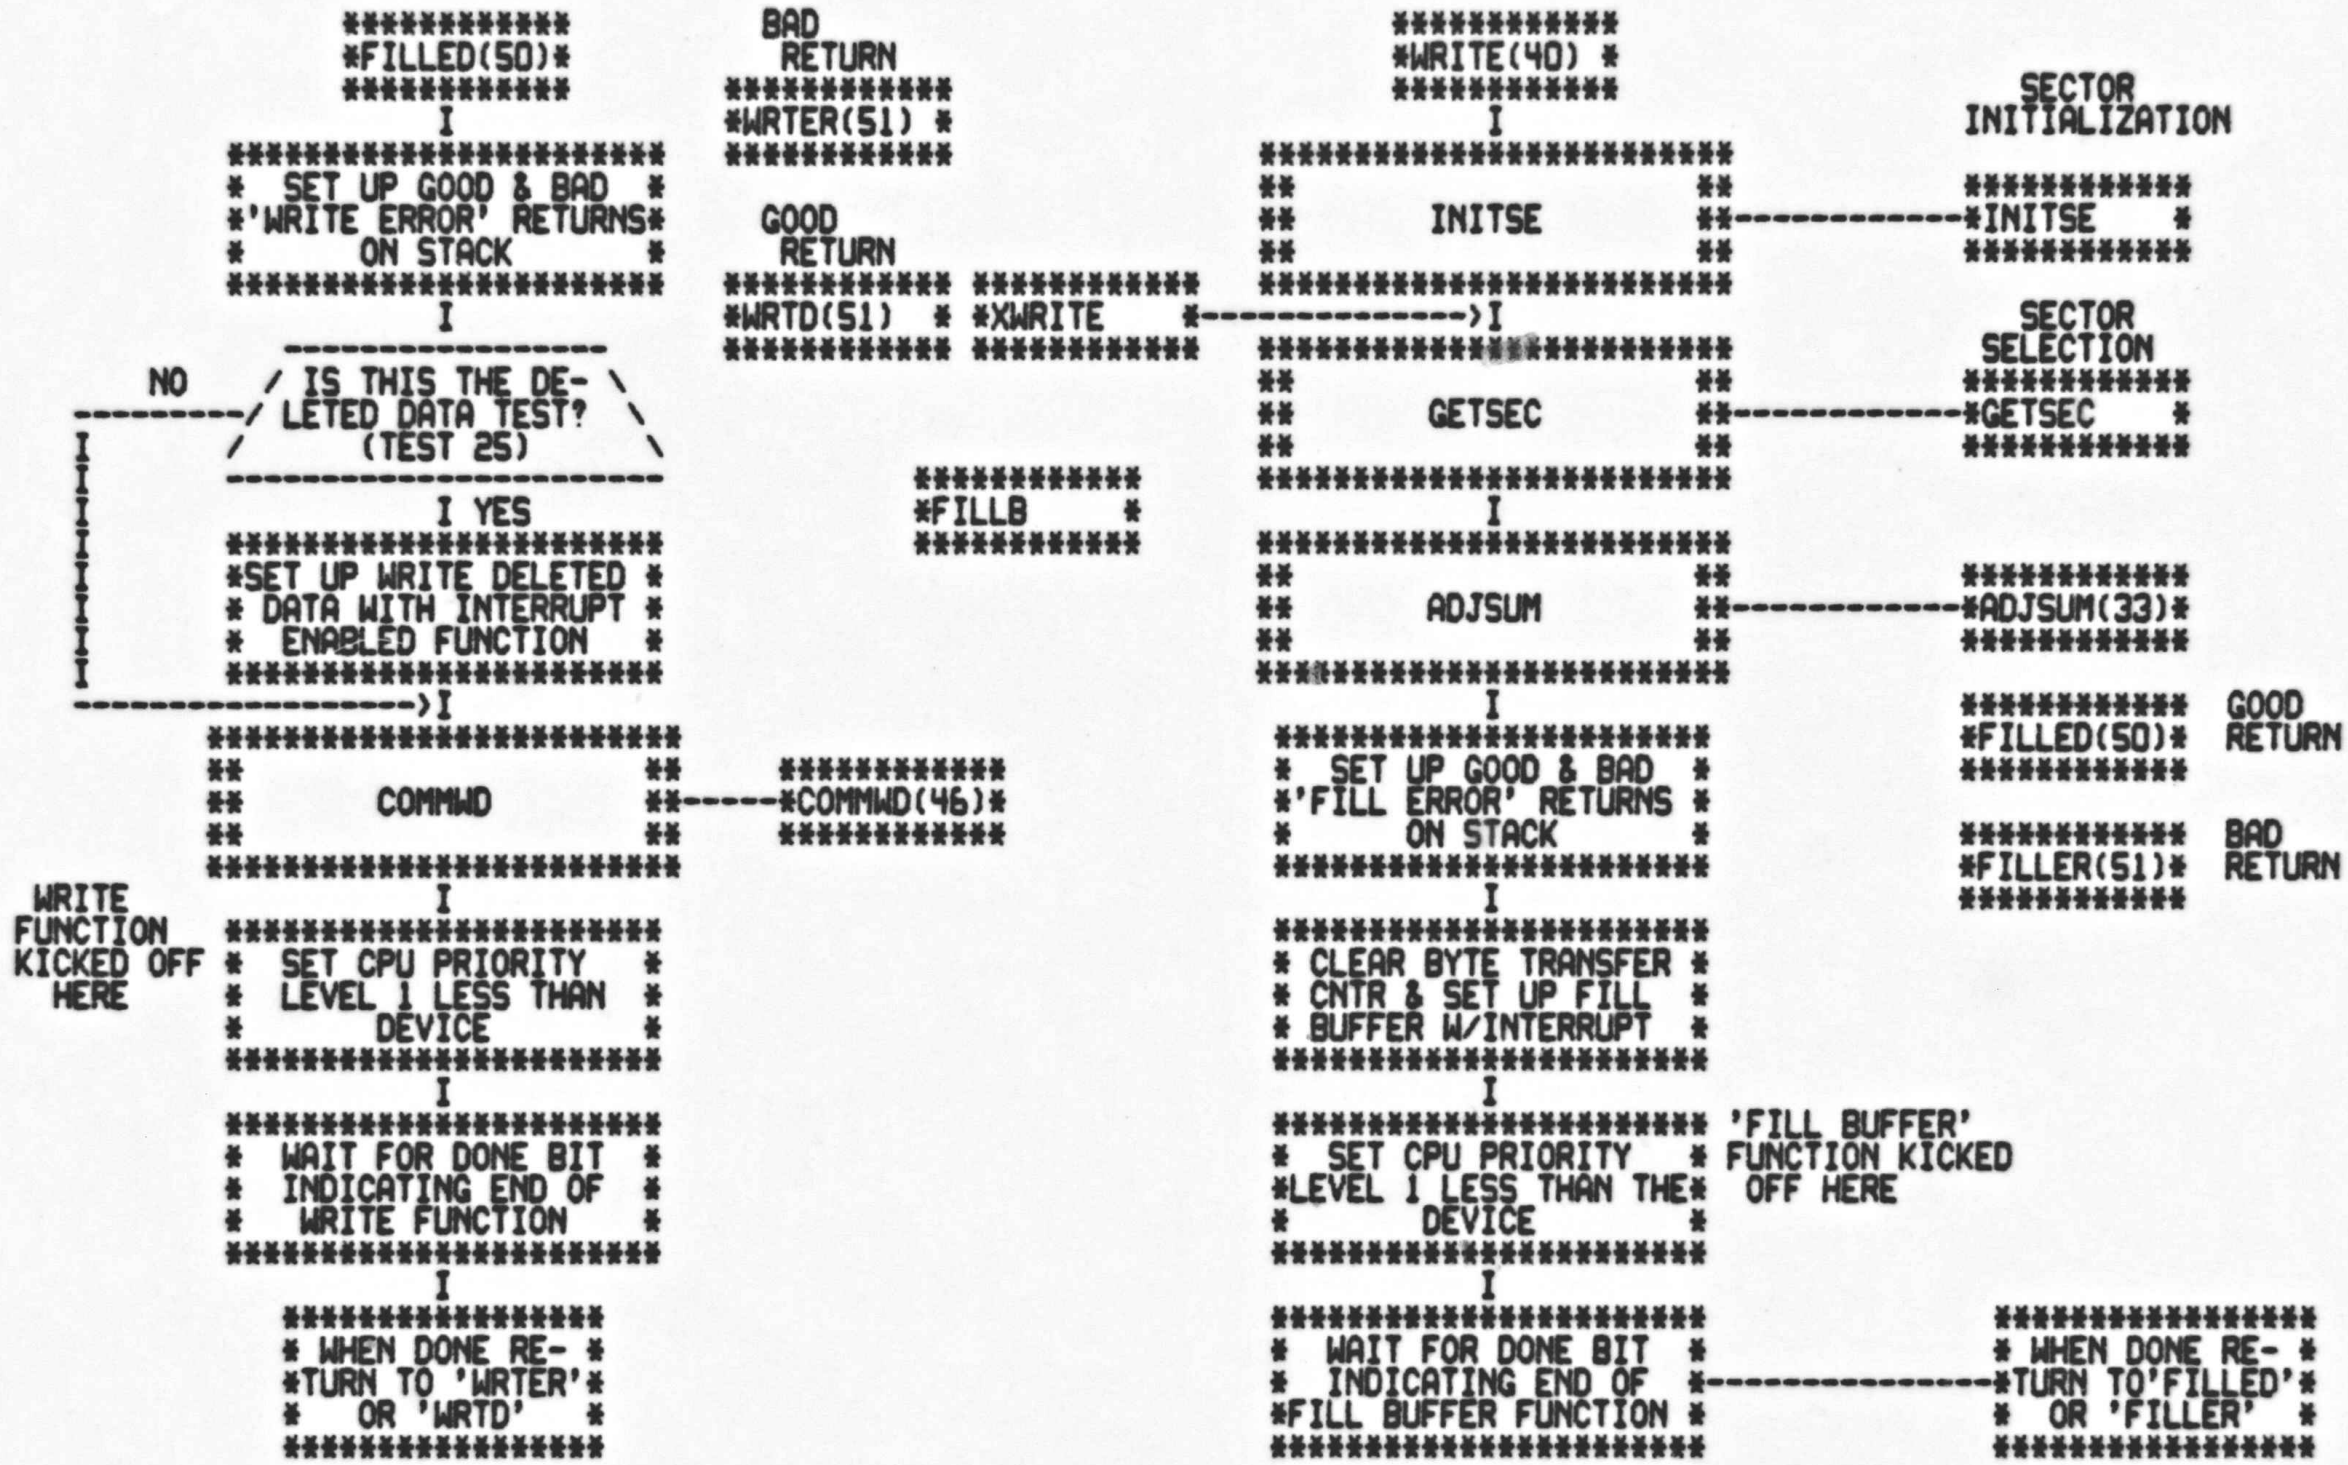 FILLED(50)
SET UP GOOD & BAD
'WRITE ERROR' RETURNS
ON STACK
BAD
RETURN
WRTER(51)
GOOD
RETURN
WRTD(51)
NO
IS THIS THE DE-
LETED DATA TEST?
(TEST 25)
YES
SET UP WRITE DELETED
DATA WITH INTERRUPT
ENABLED FUNCTION
COMMWD
COMMWD(46)
WRITE
FUNCTION
KICKED OFF
HERE
SET CPU PRIORITY
LEVEL 1 LESS THAN
DEVICE
WAIT FOR DONE BIT
INDICATING END OF
WRITE FUNCTION
WHEN DONE RE-
TURN TO 'WRTER'
OR 'WRTD'
WRITE(40)
INITSE
SECTOR
INITIALIZATION
INITSE
XWRITE
GETSEC
SECTOR
SELECTION
GETSEC
FILLB
ADJSUM
ADJSUM(33)
SET UP GOOD & BAD
'FILL ERROR' RETURNS
ON STACK
FILLED(50)
GOOD
RETURN
FILLER(51)
BAD
RETURN
CLEAR BYTE TRANSFER
CNTR & SET UP FILL
BUFFER W/INTERRUPT
SET CPU PRIORITY
LEVEL 1 LESS THAN THE
DEVICE
'FILL BUFFER'
FUNCTION KICKED
OFF HERE
WAIT FOR DONE BIT
INDICATING END OF
FILL BUFFER FUNCTION
WHEN DONE RE-
TURN TO'FILLED'
OR 'FILLER'